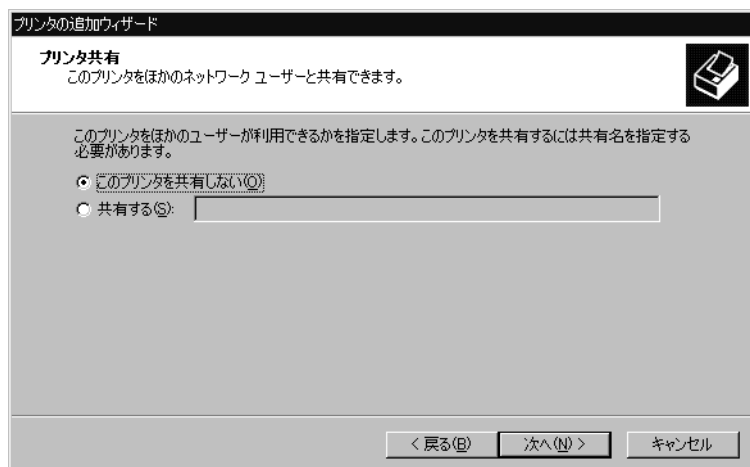 プリンタの追加ウィザード
プリンタ共有
このプリンタをほかのネットワーク ユーザーと共有できます。
このプリンタをほかのユーザーが利用できるかを指定します。このプリンタを共有するには共有名を指定する
必要があります。
このプリンタを共有しない(O)
共有する(S):
< 戻る(B)
次へ(N) >
キャンセル